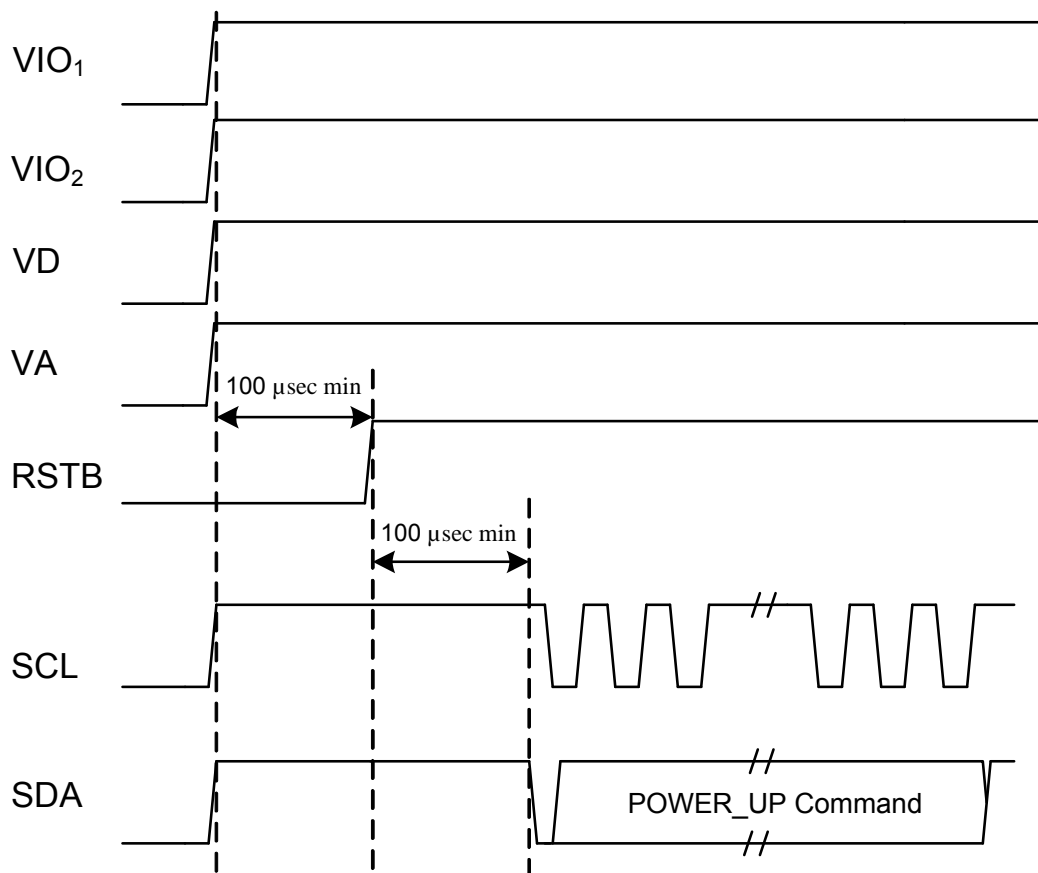 VIO₁
VIO₂
VD
VA
100 µsec min
RSTB
100 µsec min
SCL
SDA
POWER_UP Command